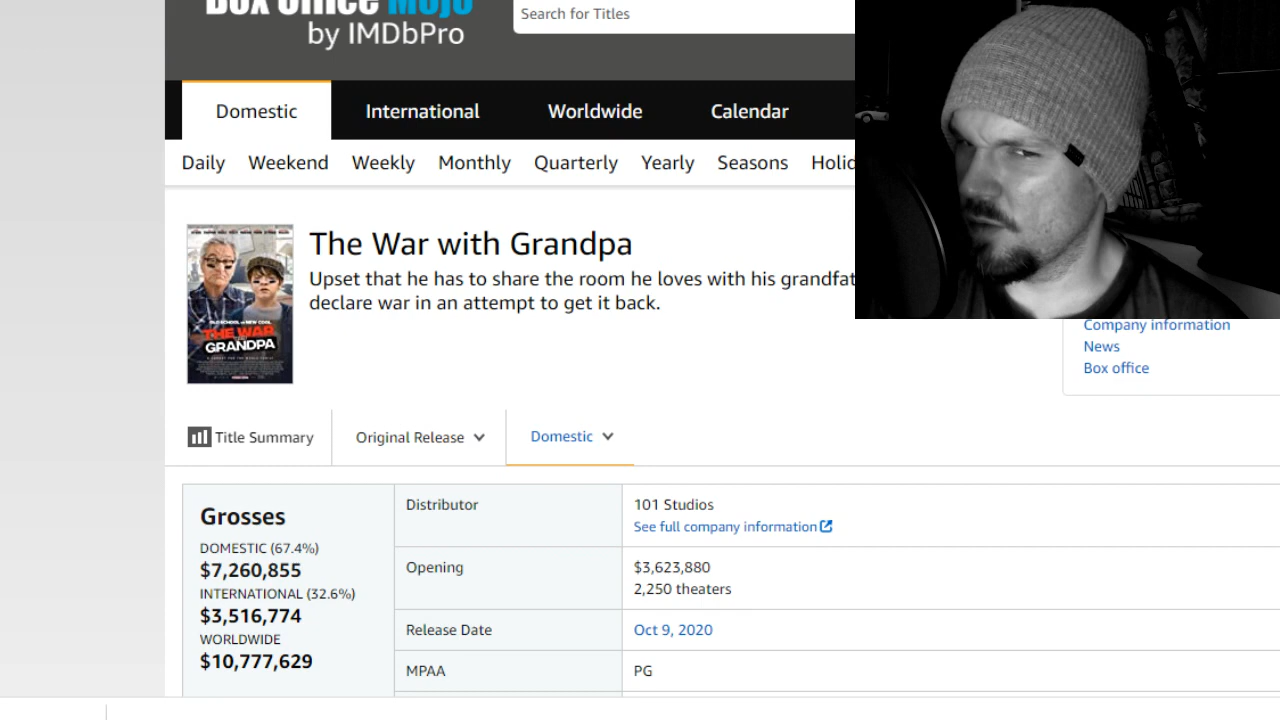 Box Office Mojo
by IMDbPro
Search for Titles
Domestic
International
Worldwide
Calendar
Daily
Weekend
Weekly
Monthly
Quarterly
Yearly
Seasons
Holid
The War with Grandpa
Upset that he has to share the room he loves with his grandfat
declare war in an attempt to get it back.
THE WAR
GRANDPA
Company information
News
Box office
Title Summary
Original Release
Domestic
Grosses
DOMESTIC (67.4%)
$7,260,855
INTERNATIONAL (32.6%)
$3,516,774
WORLDWIDE
$10,777,629
Distributor
101 Studios
See full company information
Opening
$3,623,880
2,250 theaters
Release Date
Oct 9, 2020
MPAA
PG